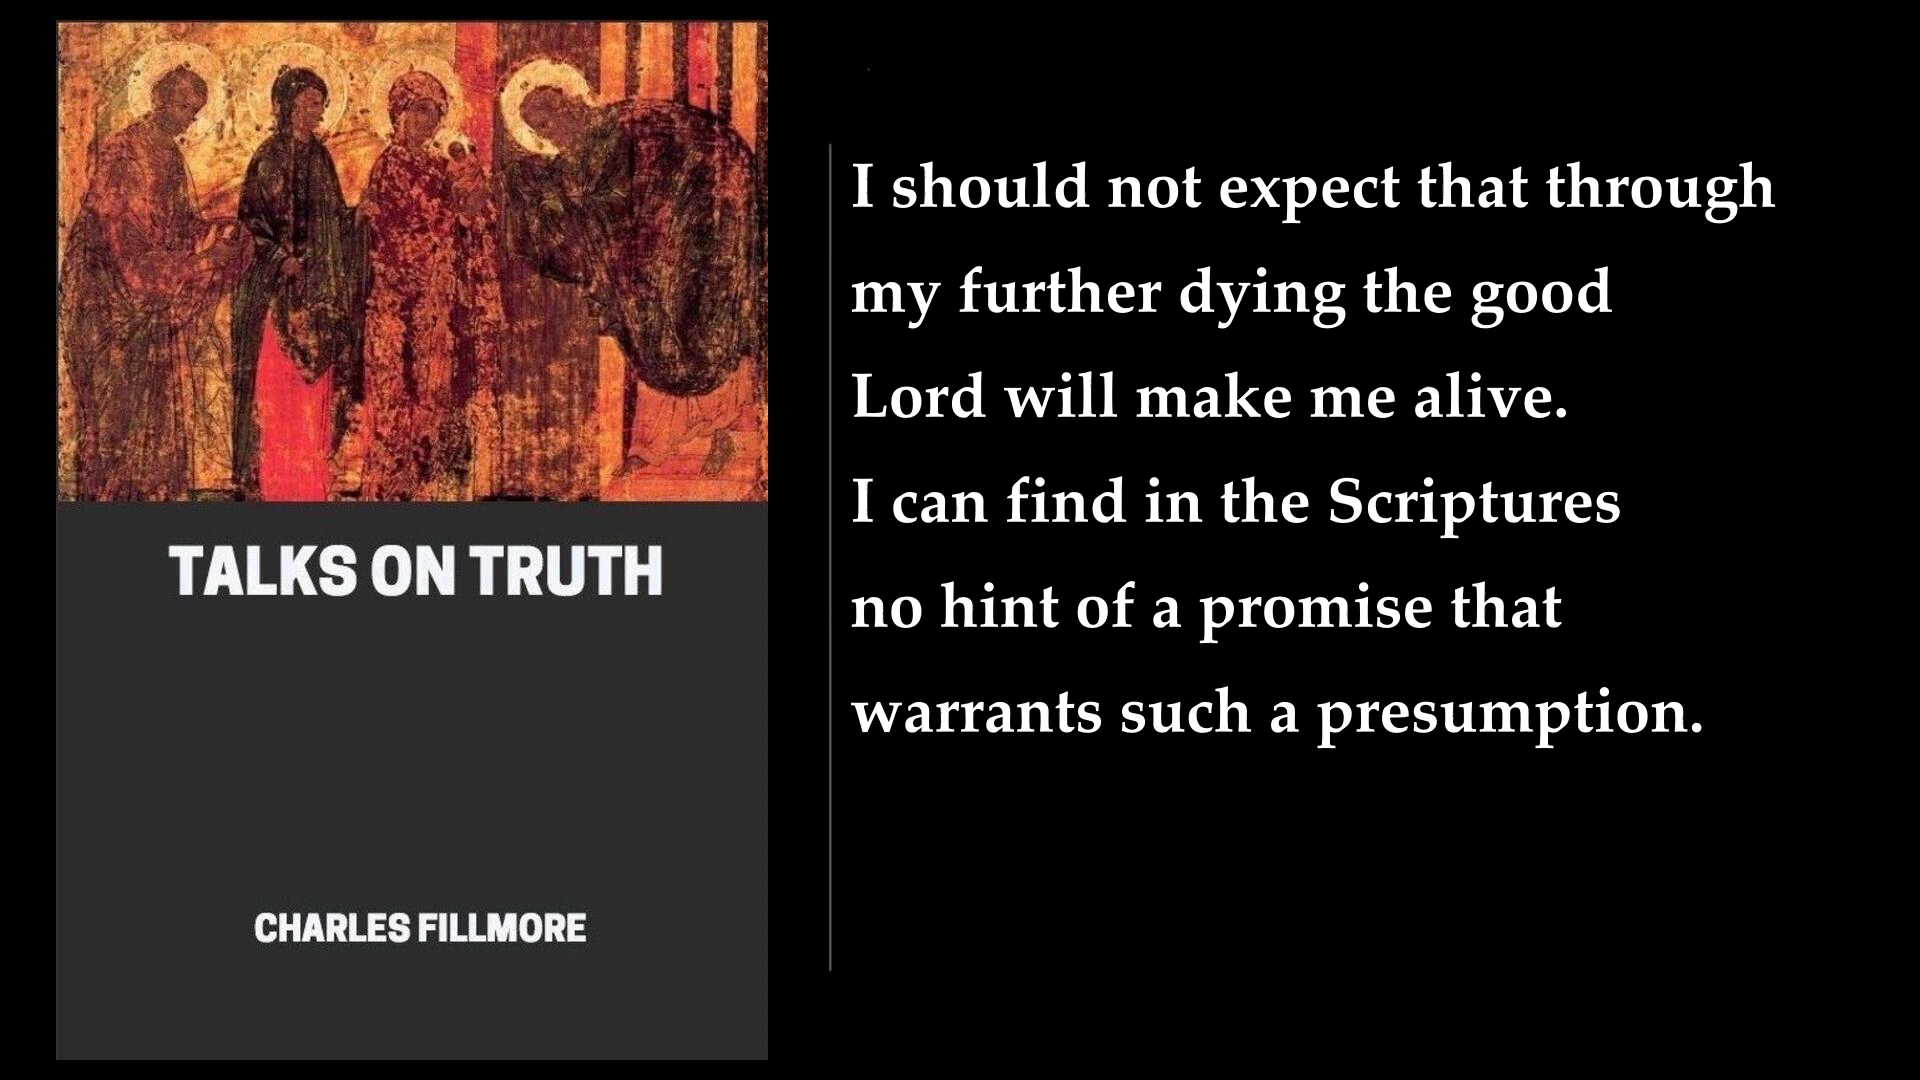 TALKS ON TRUTH
CHARLES FILLMORE
I should not expect that through
my further dying the good
Lord will make me alive.
I can find in the Scriptures
no hint of a promise that
warrants such a presumption.